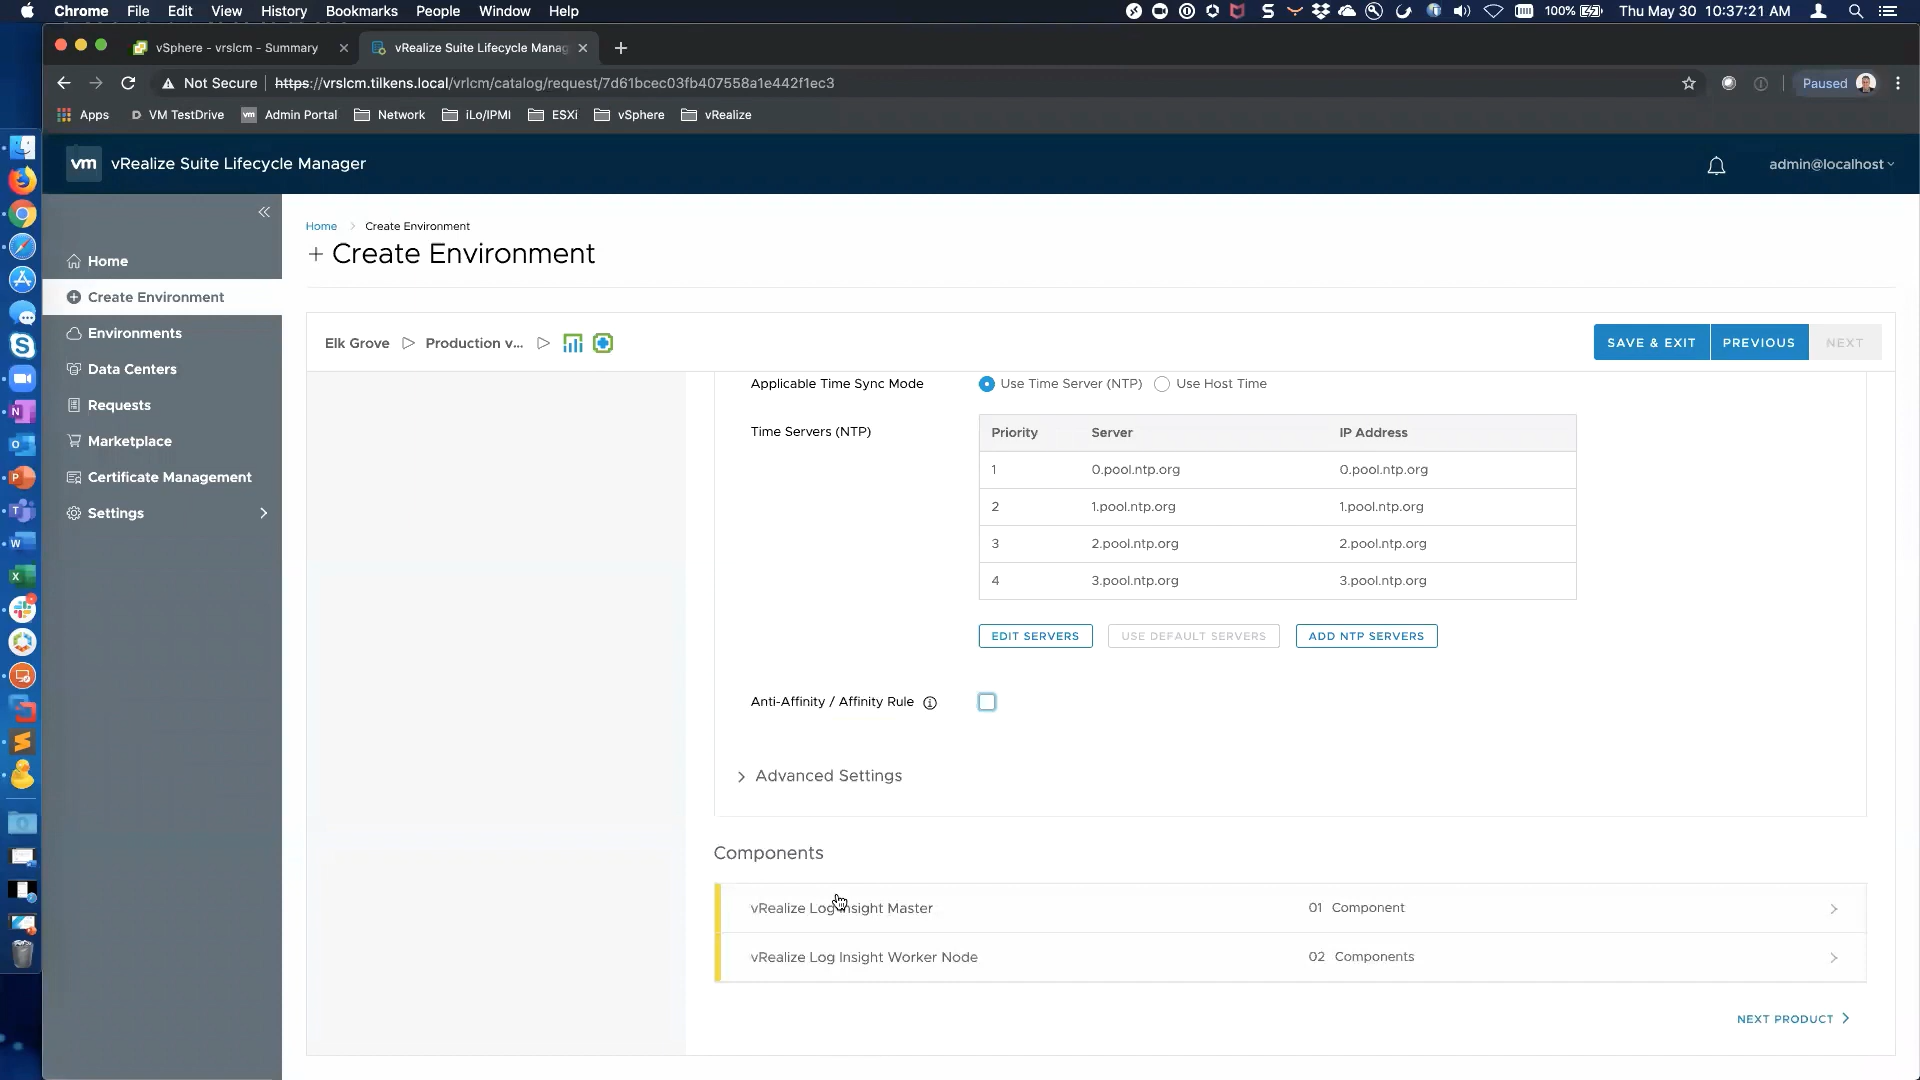 Chrome File Edit View History Bookmarks People Window Help 100% Thu May 30 10:37:21 AM
vSphere - vrslcm - Summary vRealize Suite Lifecycle Manag
Not Secure https://vrslcm.tilkens.local/vrlcm/catalog/request/7d61bcec03fb407558a1e442f1ec3 Paused
Apps VM TestDrive vm Admin Portal Network iLo/IPMI ESXi vSphere vRealize
vm vRealize Suite Lifecycle Manager admin@localhost
Home
Create Environment
Environments
Data Centers
Requests
Marketplace
Certificate Management
Settings
Home > Create Environment
+ Create Environment
Elk Grove Production v... SAVE & EXIT PREVIOUS NEXT
Applicable Time Sync Mode Use Time Server (NTP) Use Host Time
Time Servers (NTP)
Priority Server IP Address
1 0.pool.ntp.org 0.pool.ntp.org
2 1.pool.ntp.org 1.pool.ntp.org
3 2.pool.ntp.org 2.pool.ntp.org
4 3.pool.ntp.org 3.pool.ntp.org
EDIT SERVERS USE DEFAULT SERVERS ADD NTP SERVERS
Anti-Affinity / Affinity Rule
Advanced Settings
Components
vRealize Log Insight Master 01 Component
vRealize Log Insight Worker Node 02 Components
NEXT PRODUCT